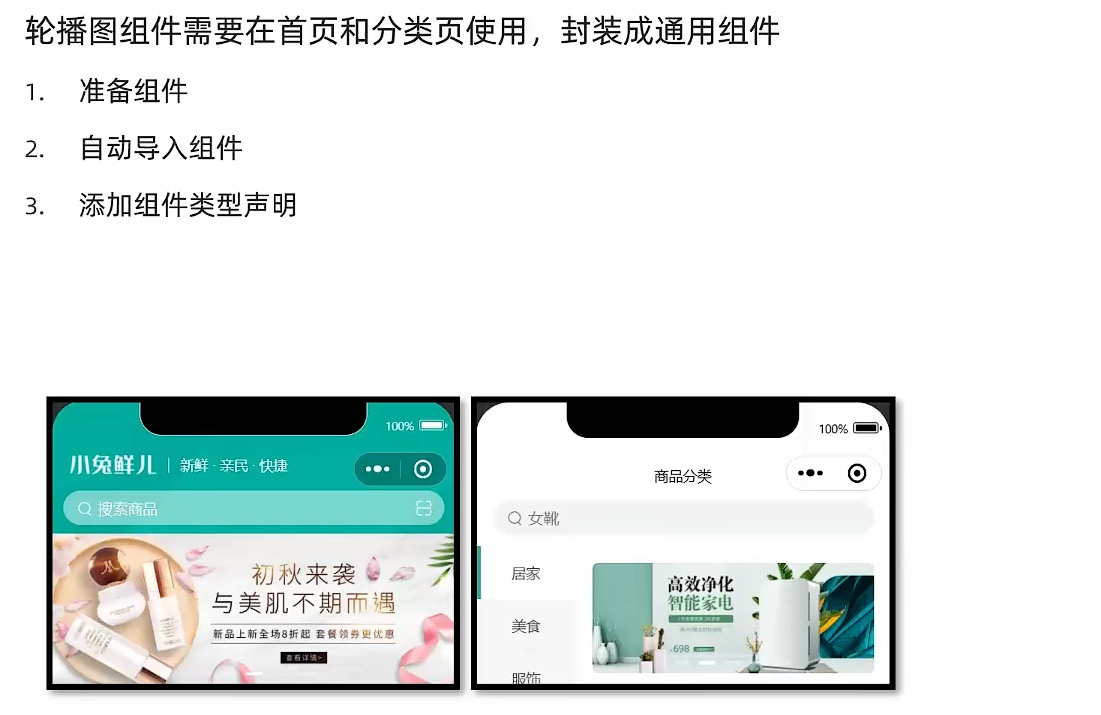 轮播图组件需要在首页和分类页使用，封装成通用组件
1. 准备组件
2. 自动导入组件
3. 添加组件类型声明
100%
小兔鲜儿 | 新鲜·亲民·快捷
搜索商品
初秋来袭
与美肌不期而遇
新品上新全场8折起 套餐领券更优惠
查看详情>
100%
商品分类
女靴
居家
高效净化
智能家电
698
美食
服饰